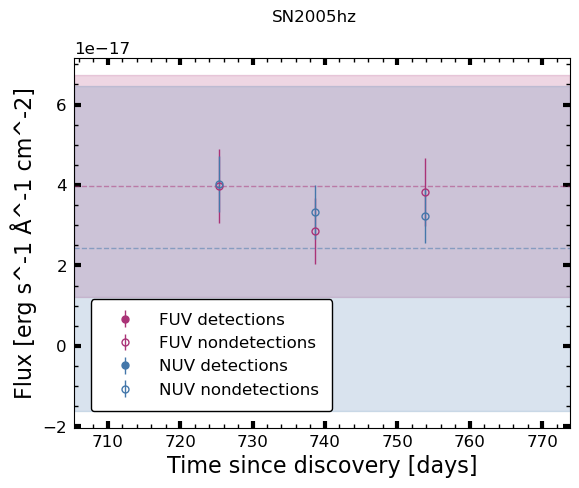 SN2005hz
1e−17
Flux [erg s^-1 Å^-1 cm^-2]
6
4
2
0
−2
FUV detections
FUV nondetections
NUV detections
NUV nondetections
710 720 730 740 750 760 770
Time since discovery [days]